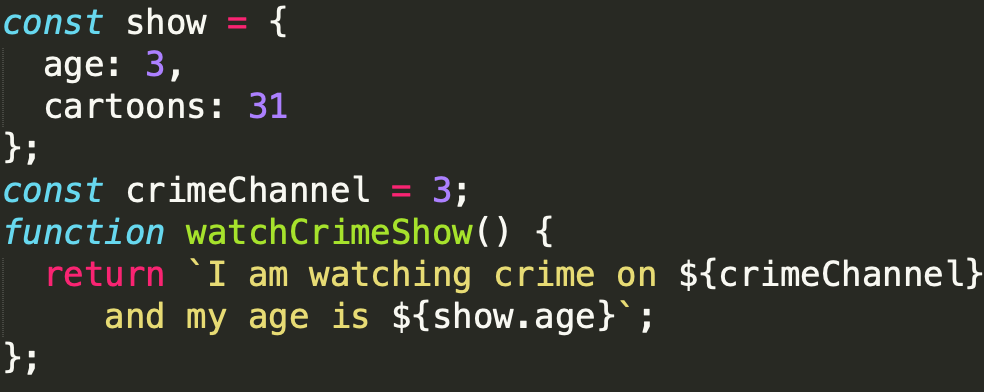 const show = {
  age: 3,
  cartoons: 31
};
const crimeChannel = 3;
function watchCrimeShow() {
  return `I am watching crime on ${crimeChannel}
     and my age is ${show.age}`;
};